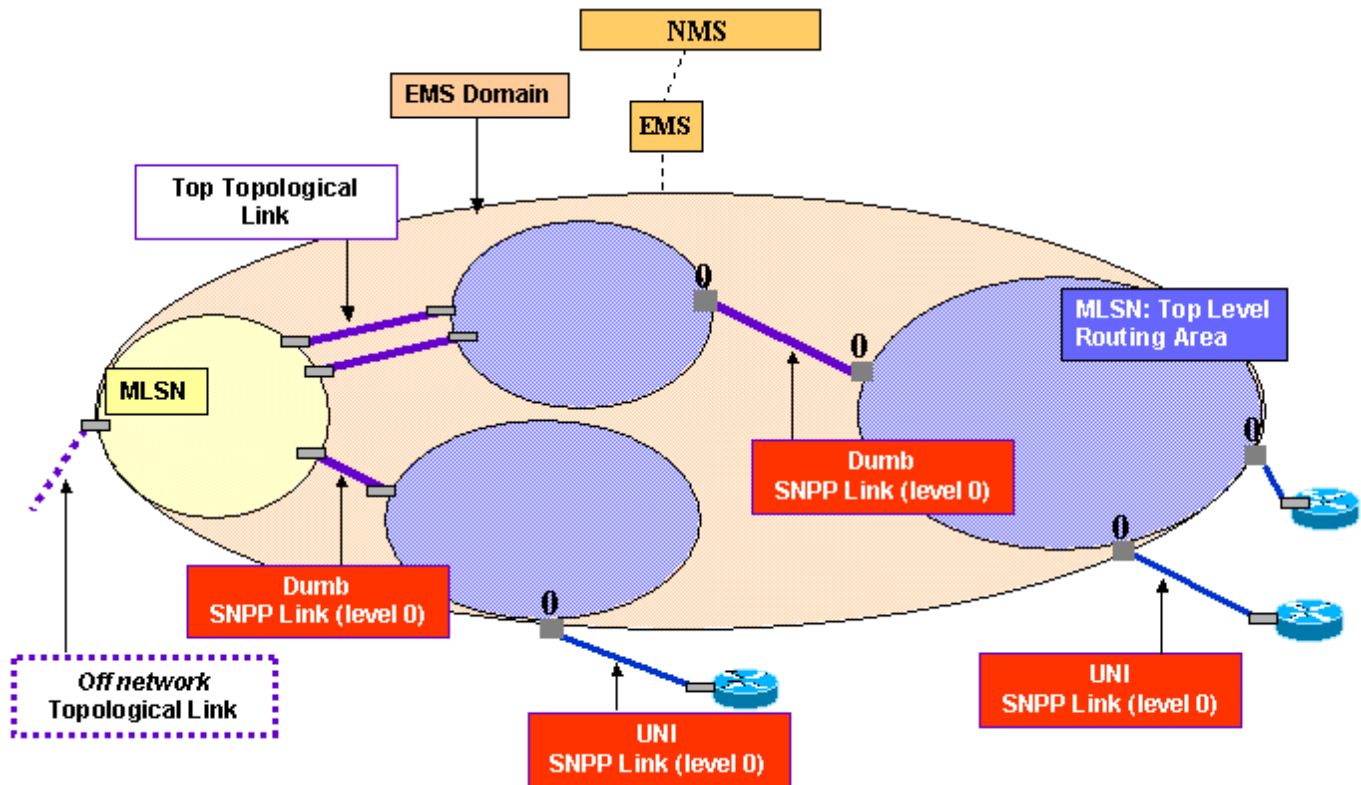 NMS
EMS Domain
EMS
Top Topological
Link
0
MLSN: Top Level
Routing Area
0
MLSN
0
Dumb
SNPP Link (level 0)
0
Dumb
SNPP Link (level 0)
0
Off network
Topological Link
UNI
SNPP Link (level 0)
UNI
SNPP Link (level 0)